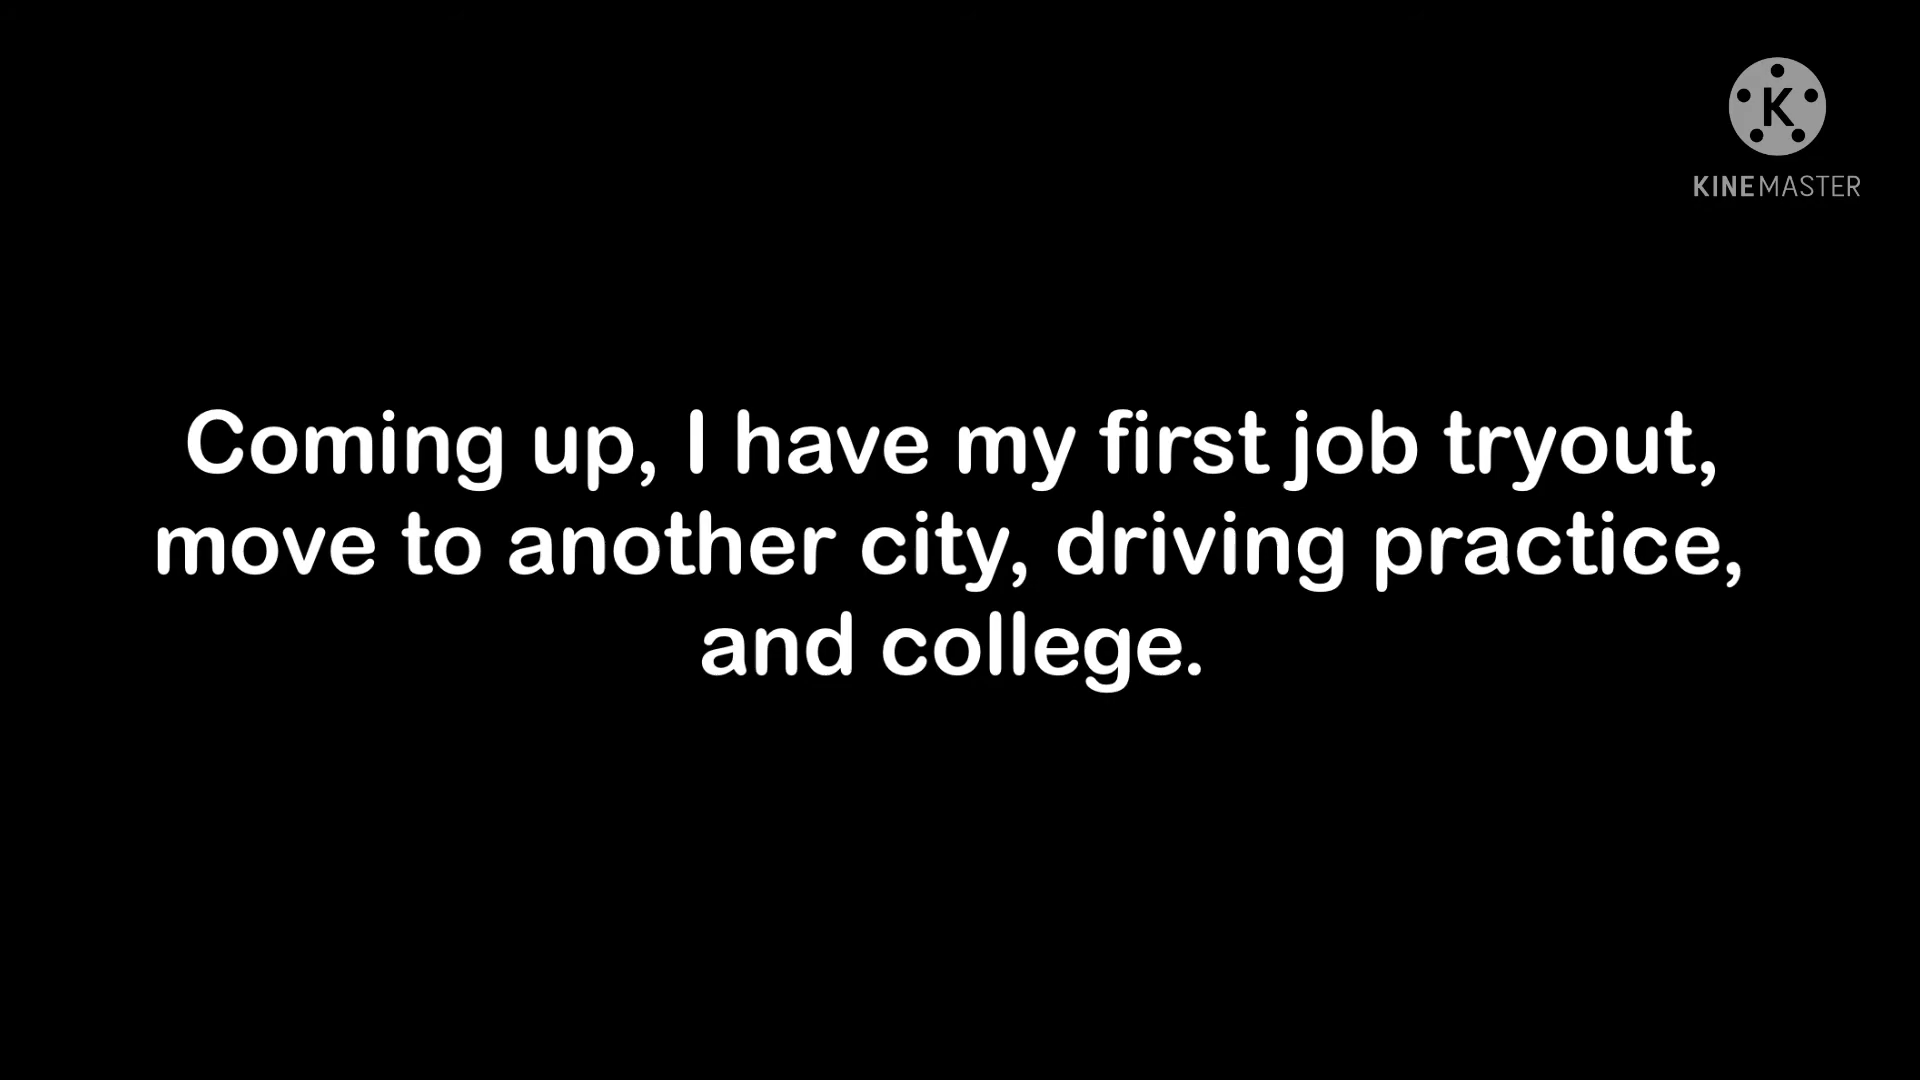 K
KINEMASTER
Coming up, I have my first job tryout,
move to another city, driving practice,
and college.